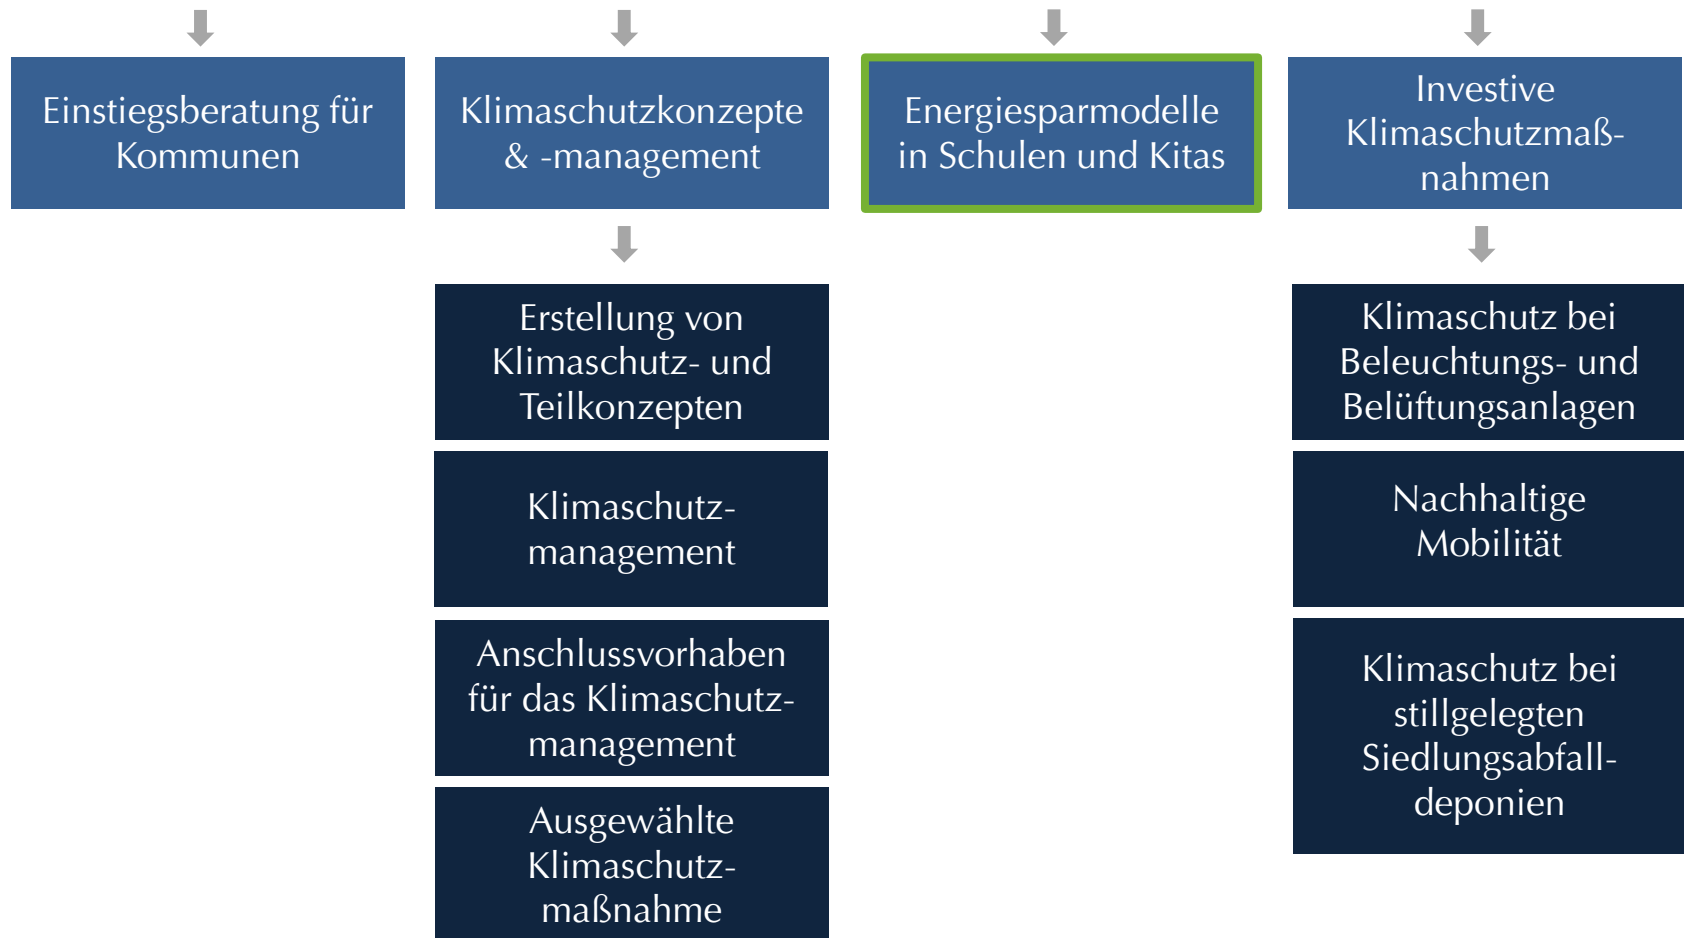 Einstiegsberatung für
Kommunen
Klimaschutzkonzepte
& -management
Energiesparmodelle
in Schulen und Kitas
Investive
Klimaschutzmaß-
nahmen
Erstellung von
Klimaschutz- und
Teilkonzepten
Klimaschutz-
management
Anschlussvorhaben
für das Klimaschutz-
management
Ausgewählte
Klimaschutz-
maßnahme
Klimaschutz bei
Beleuchtungs- und
Belüftungsanlagen
Nachhaltige
Mobilität
Klimaschutz bei
stillgelegten
Siedlungsabfall-
deponien